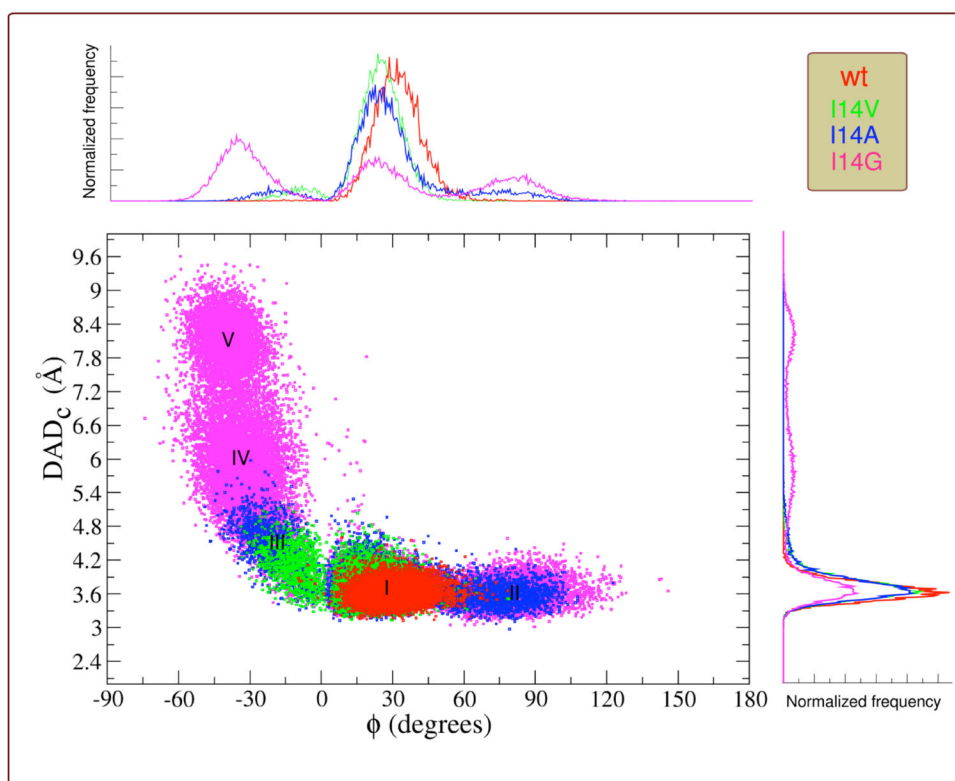 Normalized frequency
wt
I14V
I14A
I14G
9.6
9
8.4
7.8
7.2
6.6
6
5.4
4.8
4.2
3.6
3
2.4
DADc (Å)
V
IV
III
I
II
-90 -60 -30 0 30 60 90 120 150 180
ϕ (degrees)
Normalized frequency